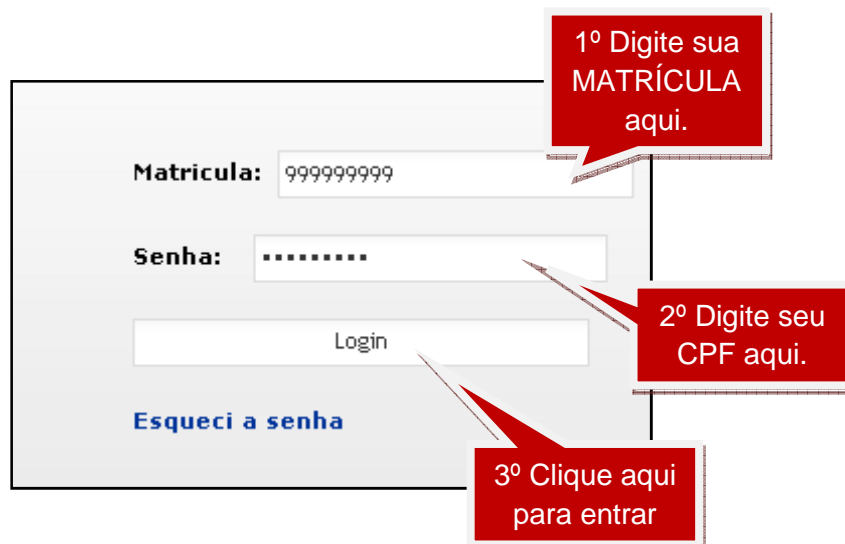 1º Digite sua
MATRÍCULA
aqui.
Matricula: 999999999
Senha: ▪▪▪▪▪▪▪▪▪
2º Digite seu
CPF aqui.
Login
Esqueci a senha
3º Clique aqui
para entrar